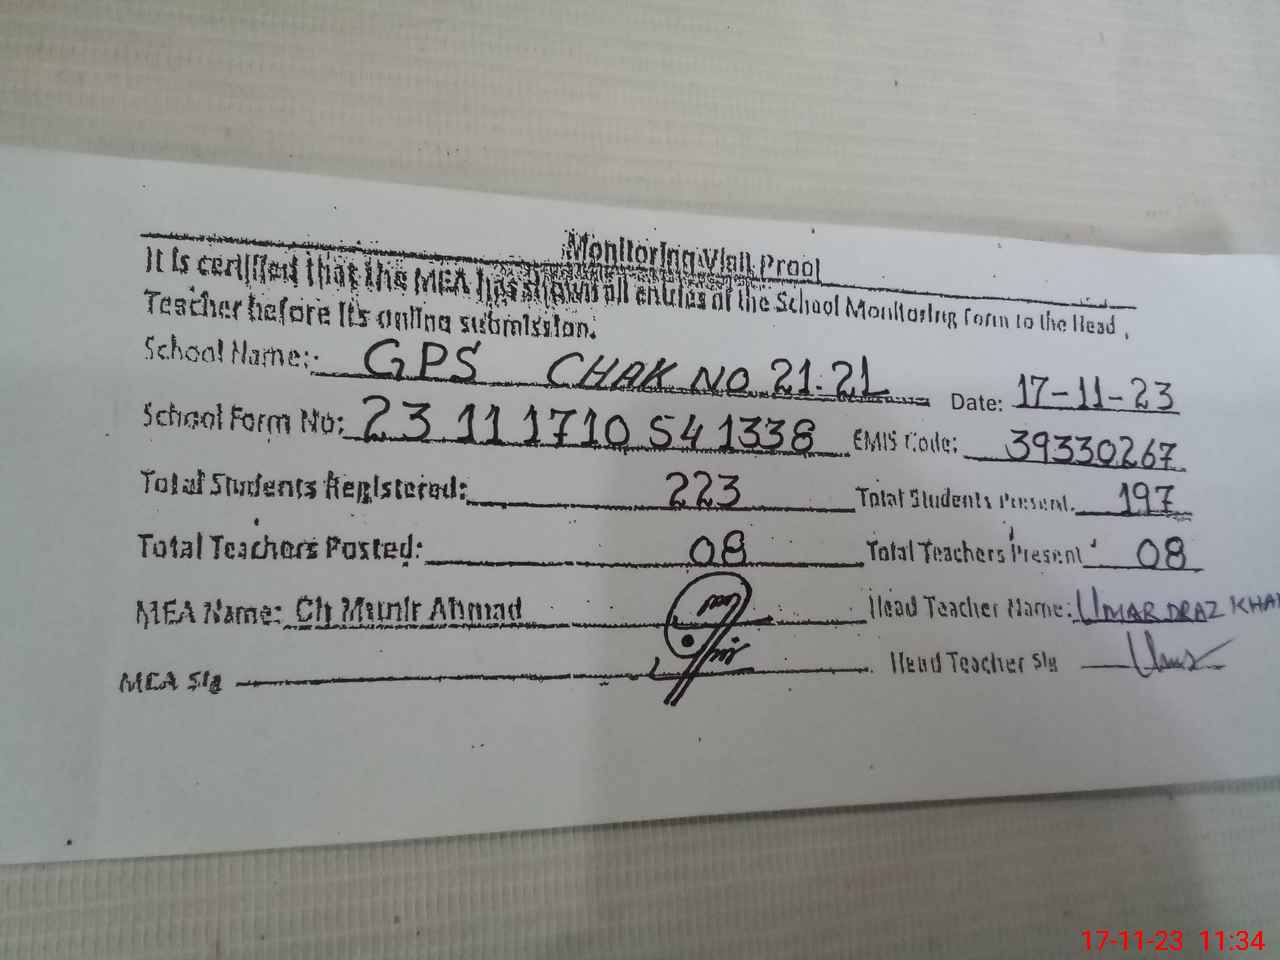 Monitoring Visit Proof
It is certified that the MEA has shown all entries of the School Monitoring Form to the Head
Teacher before it's online submission.
School Name: GPS CHAK NO 21.21 Date: 17-11-23
School Form No: 23 11 1710 54 1338 EMIS Code: 39330267
Total Students Registered: 223 Total Students Present. 197
Total Teachers Posted: 08 Total Teachers Present 08
MEA Name: Ch Munir Ahmad Head Teacher Name: UMAR DRAZ KHA
MEA Sig Head Teacher Sig
17-11-23 11:34